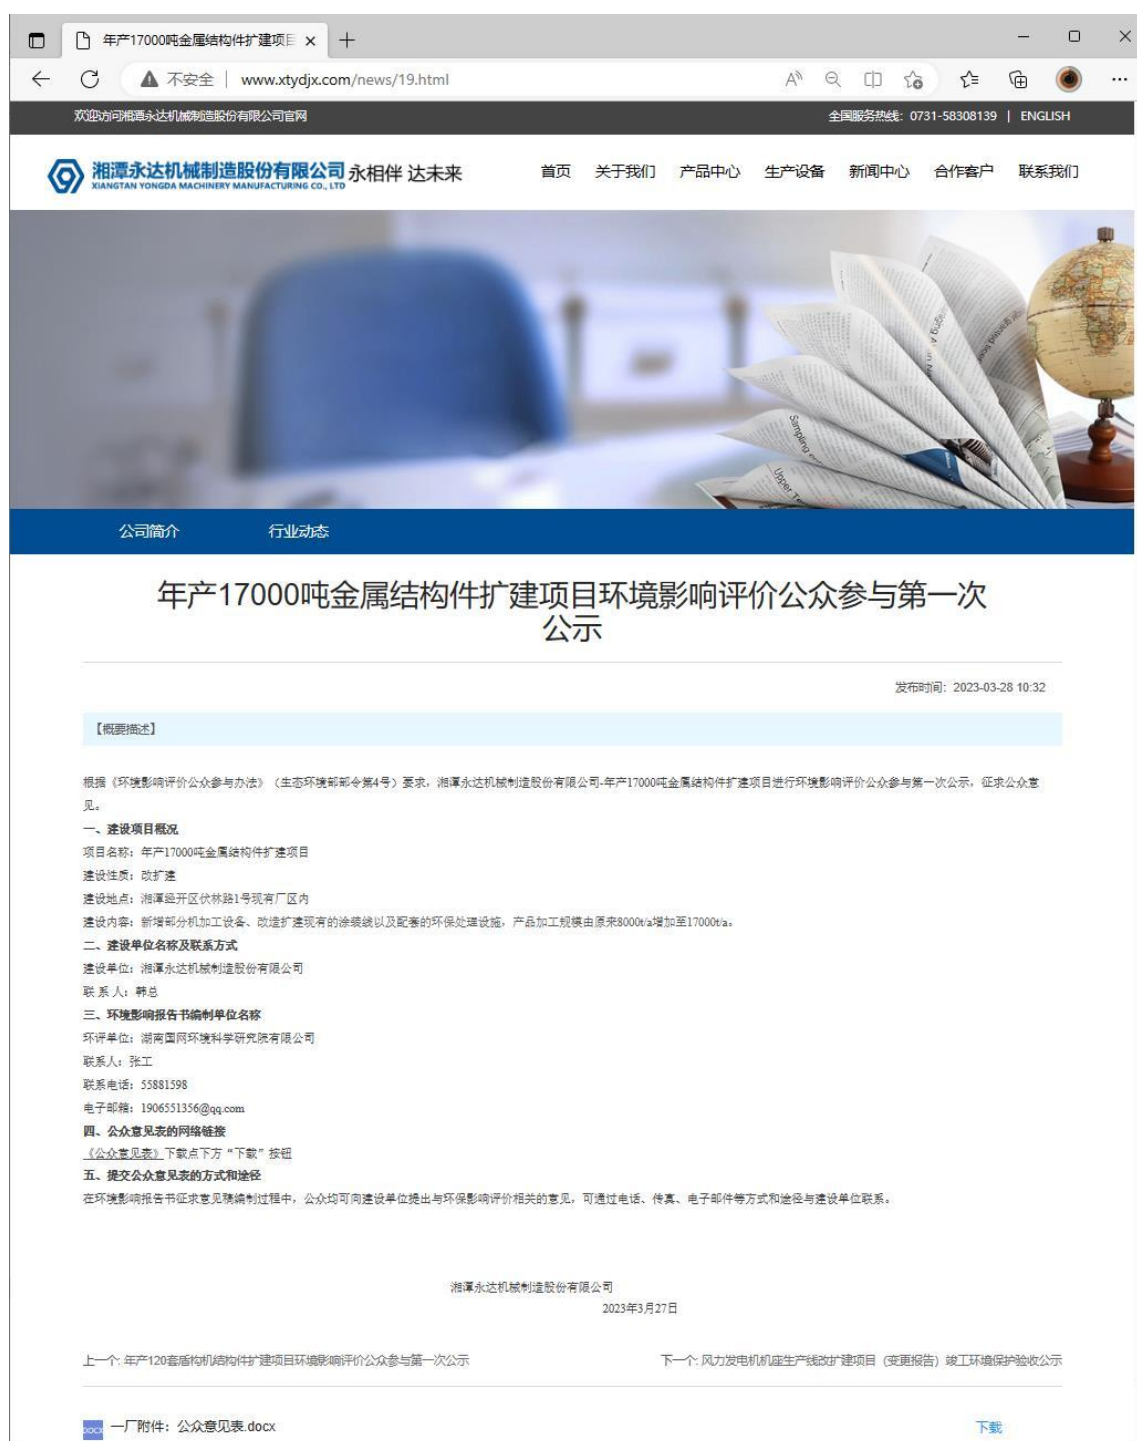 年产17000吨金属结构件扩建项目
不安全 | www.xtydjx.com/news/19.html
欢迎访问湘潭永达机械制造股份有限公司官网
全国服务热线：0731-58308139 | ENGLISH
湘潭永达机械制造股份有限公司 永相伴 达未来
XIANGTAN YONGDA MACHINERY MANUFACTURING CO., LTD
首页 关于我们 产品中心 生产设备 新闻中心 合作客户 联系我们
公司简介 行业动态
年产17000吨金属结构件扩建项目环境影响评价公众参与第一次
公示
发布时间：2023-03-28 10:32
【概要描述】
根据《环境影响评价公众参与办法》（生态环境部部令第4号）要求，湘潭永达机械制造股份有限公司-年产17000吨金属结构件扩建项目进行环境影响评价公众参与第一次公示，征求公众意
见。
一、建设项目概况
项目名称：年产17000吨金属结构件扩建项目
建设性质：改扩建
建设地点：湘潭经开区伏林路1号现有厂区内
建设内容：新增部分机加工设备、改造扩建现有的涂装线以及配套的环保处理设施，产品加工规模由原来8000t/a增加至17000t/a。
二、建设单位名称及联系方式
建设单位：湘潭永达机械制造股份有限公司
联 系 人：韩总
三、环境影响报告书编制单位名称
环评单位：湖南国网环境科学研究院有限公司
联系人：张工
联系电话：55881598
电子邮箱：1906551356@qq.com
四、公众意见表的网络链接
《公众意见表》下载点下方“下载”按钮
五、提交公众意见表的方式和途径
在环境影响报告书征求意见稿编制过程中，公众均可向建设单位提出与环保影响评价相关的意见，可通过电话、传真、电子邮件等方式和途径与建设单位联系。
湘潭永达机械制造股份有限公司
2023年3月27日
上一个: 年产120套盾构机结构件扩建项目环境影响评价公众参与第一次公示
下一个: 风力发电机机座生产线改扩建项目（变更报告）竣工环境保护验收公示
DOCX 一厂附件：公众意见表.docx
下载